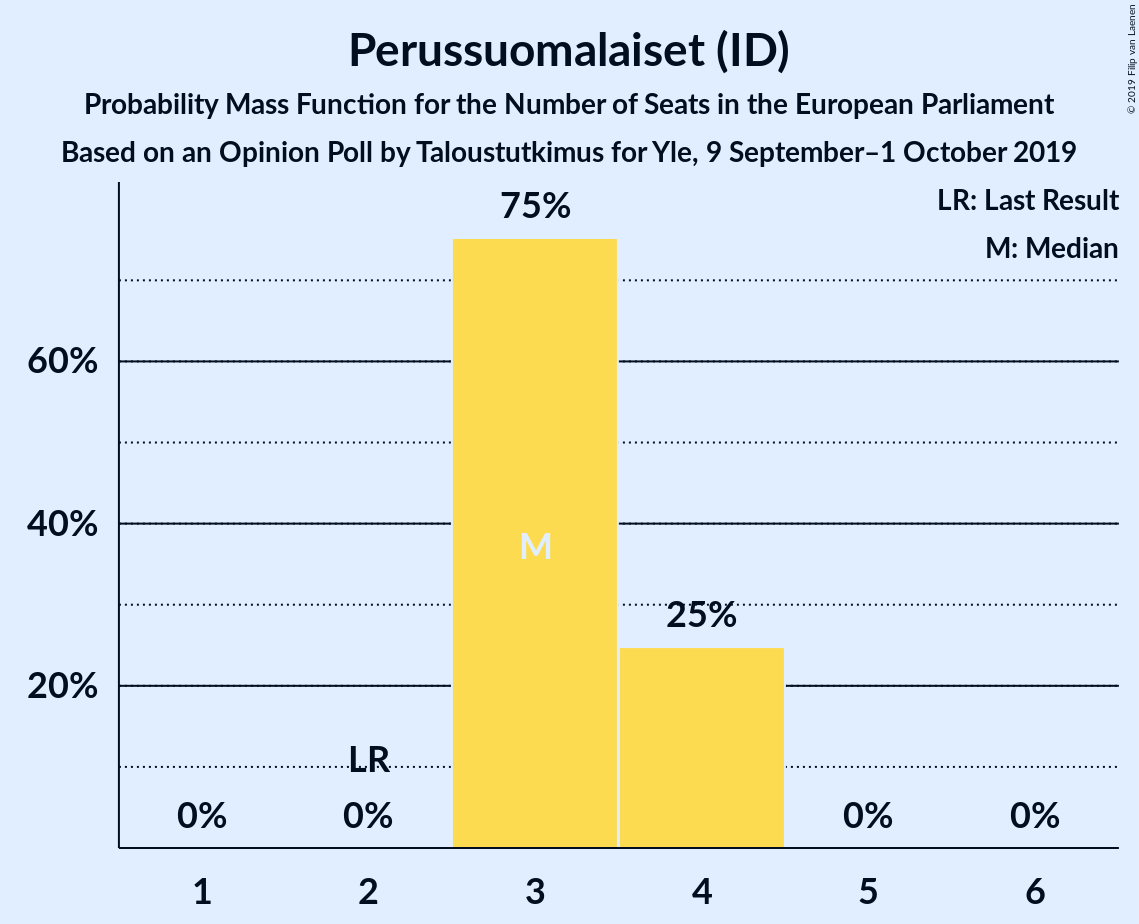 Perussuomalaiset (ID)
Probability Mass Function for the Number of Seats in the European Parliament
Based on an Opinion Poll by Taloustutkimus for Yle, 9 September–1 October 2019
© 2019 Filip van Laenen
LR: Last Result
M: Median
75%
60%
40%
M
25%
20%
LR
0%
0%
0%
0%
1
2
3
4
5
6